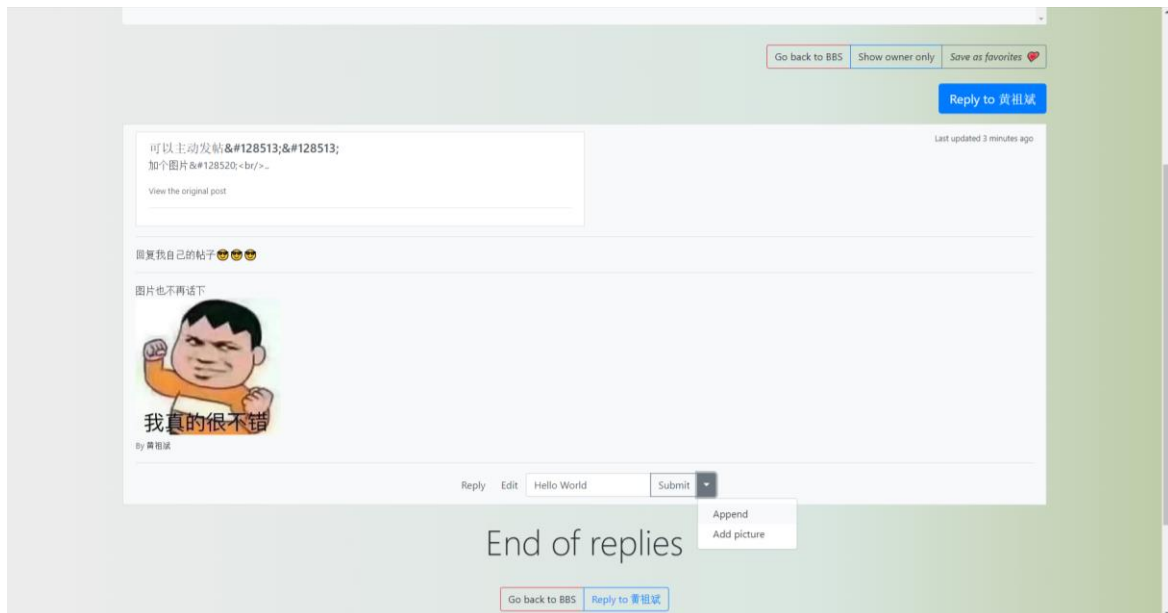 Go back to BBS Show owner only Save as favorites
Reply to 黄祖斌
Last updated 3 minutes ago
可以主动发帖&#128513;&#128513;
加个图片&#128520;<br/>...
View the original post
回复我自己的帖子😎😎😎
图片也不再话下
我真的很不错
By 黄祖斌
Reply Edit Hello World Submit
Append
Add picture
End of replies
Go back to BBS Reply to 黄祖斌